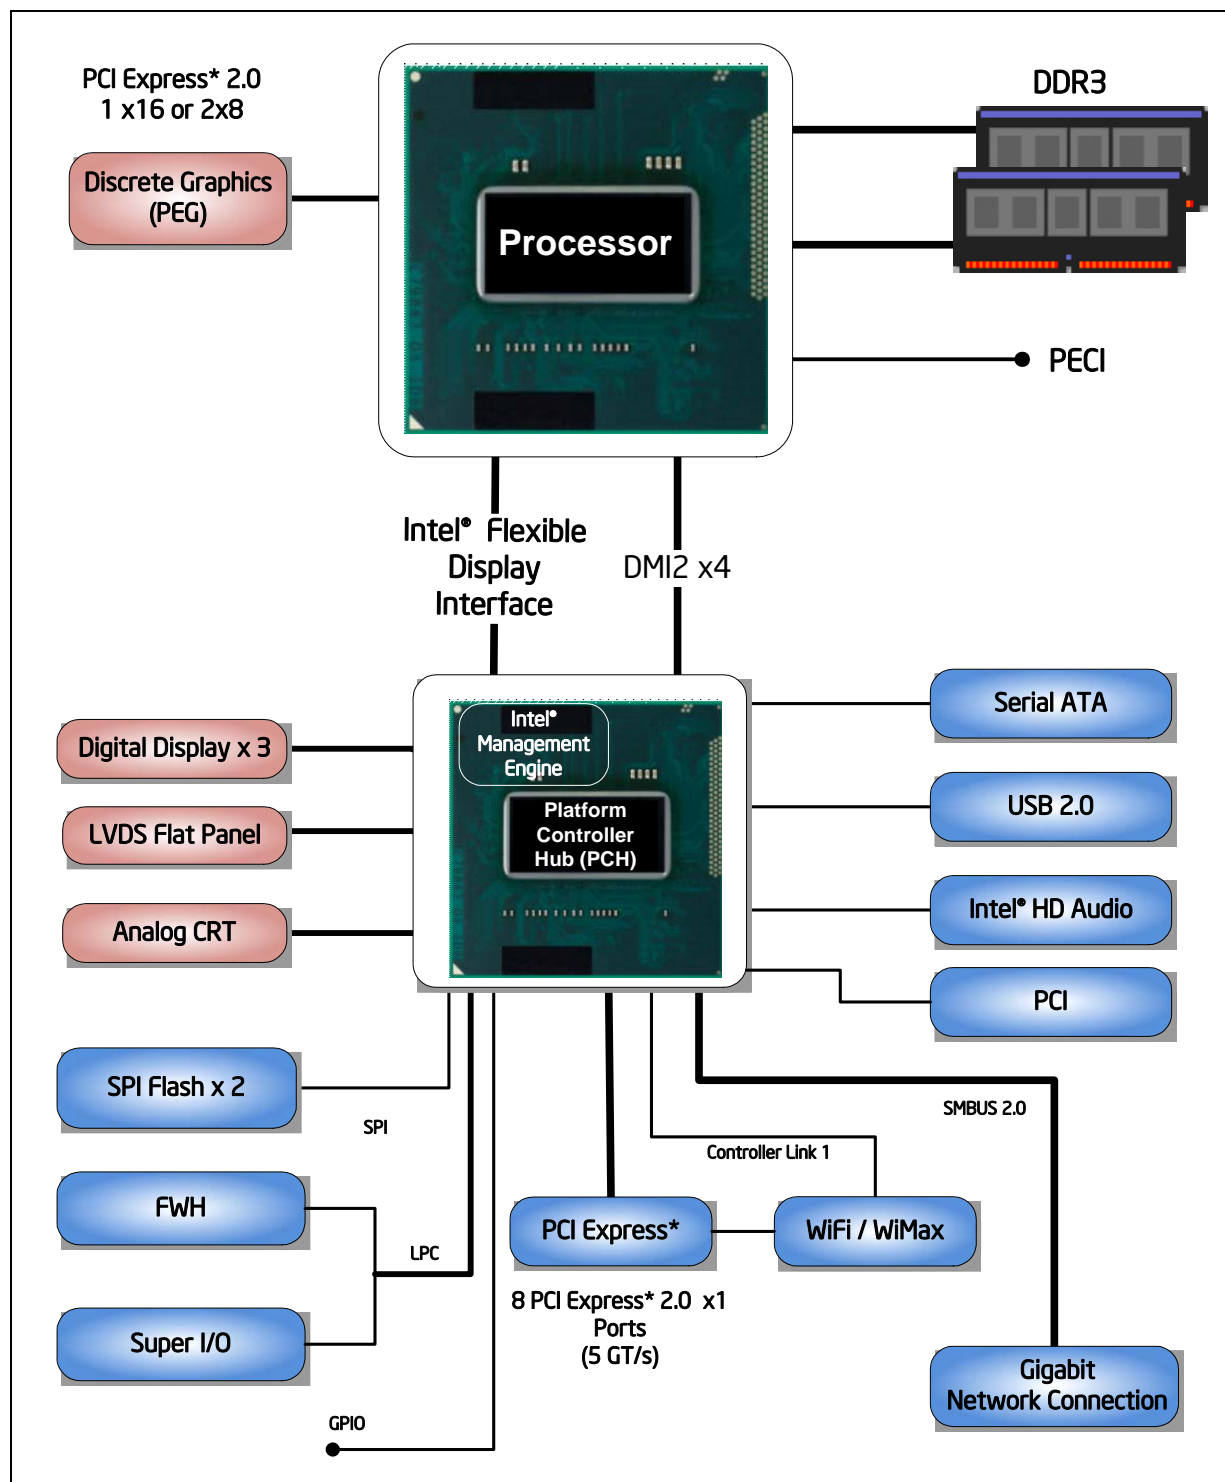 PCI Express* 2.0
1 x16 or 2x8
Discrete Graphics
(PEG)
Processor
DDR3
PECI
Intel® Flexible
Display
Interface
DMI2 x4
Intel®
Management
Engine
Platform
Controller
Hub (PCH)
Digital Display x 3
LVDS Flat Panel
Analog CRT
Serial ATA
USB 2.0
Intel® HD Audio
PCI
SPI Flash x 2
SPI
FWH
LPC
Super I/O
GPIO
SMBUS 2.0
Controller Link 1
PCI Express*
WiFi / WiMax
8 PCI Express* 2.0 x1
Ports
(5 GT/s)
Gigabit
Network Connection